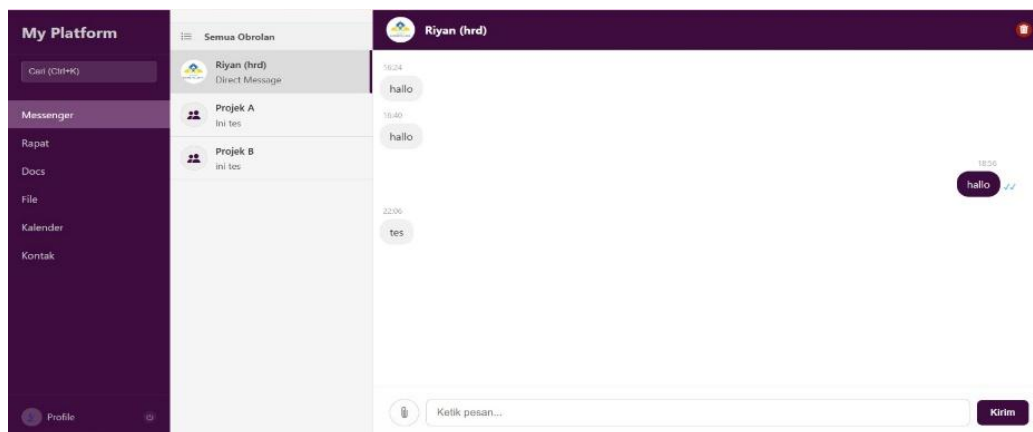 My Platform
Cari (Ctrl+K)
Messenger
Rapat
Docs
File
Kalender
Kontak
Profile
Semua Obrolan
Riyan (hrd)
Direct Message
Projek A
Ini tes
Projek B
ini tes
Riyan (hrd)
16:24
hallo
16:40
hallo
18:56
hallo
22:06
tes
Ketik pesan...
Kirim